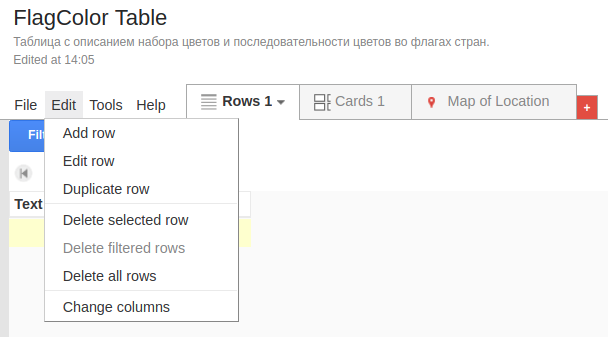 FlagColor Table
Таблица с описанием набора цветов и последовательности цветов во флагах стран.
Edited at 14:05
File Edit Tools Help Rows 1 Cards 1 Map of Location +
Filt
Add row
Edit row
Duplicate row
Text
Delete selected row
Delete filtered rows
Delete all rows
Change columns